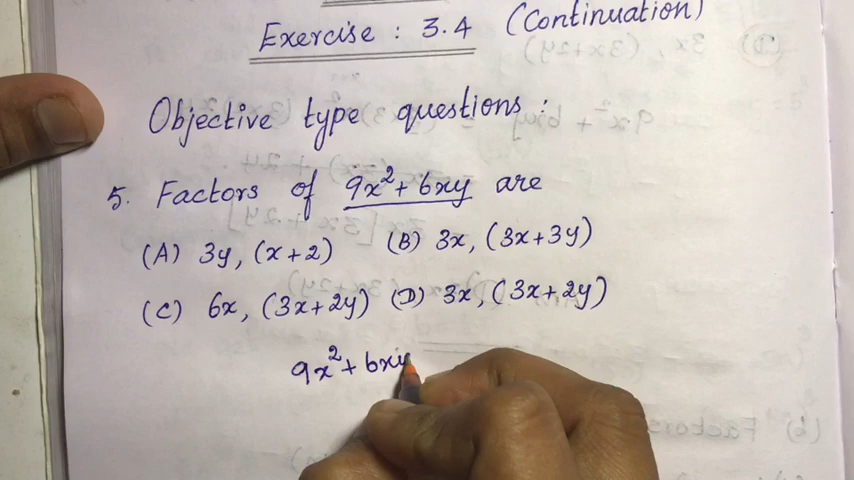 Exercise : 3.4 (Continuation)
Objective type questions :
5. Factors of 9x² + 6xy are
(A) 3y, (x+2) (B) 3x, (3x+3y)
(C) 6x, (3x+2y) (D) 3x, (3x+2y)
9x² + 6xy